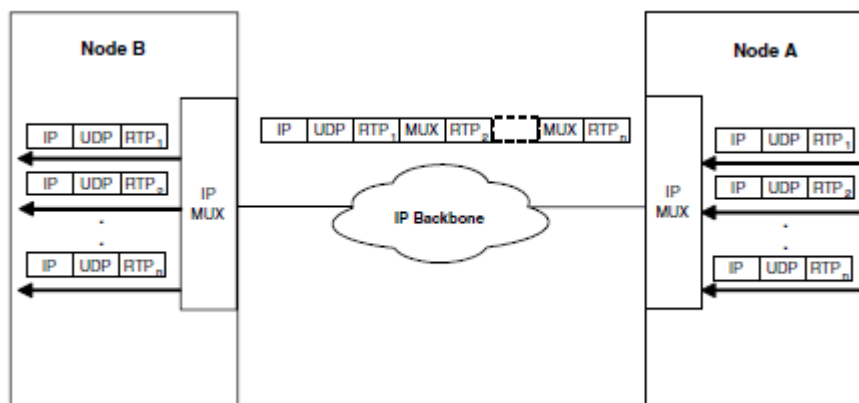 Node B
Node A
IP UDP RTP1 MUX RTP2 MUX RTPn
IP UDP RTP1
IP UDP RTP1
IP UDP RTP2
IP UDP RTP2
IP MUX
IP Backbone
IP MUX
.
.
.
.
IP UDP RTPn
IP UDP RTPn